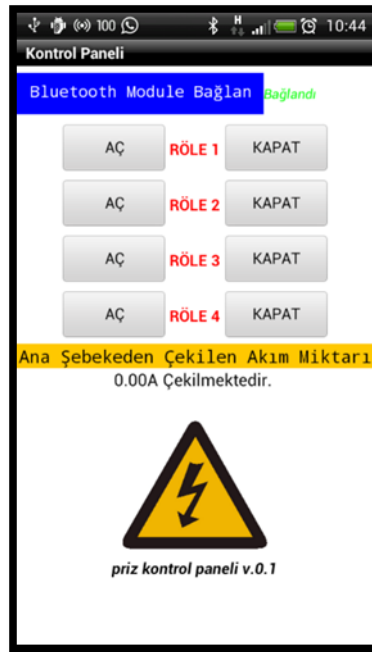 100 H 10:44
Kontrol Paneli
Bluetooth Module Bağlan Bağlandı
AÇ RÖLE 1 KAPAT
AÇ RÖLE 2 KAPAT
AÇ RÖLE 3 KAPAT
AÇ RÖLE 4 KAPAT
Ana Şebekeden Çekilen Akım Miktarı
0.00A Çekilmektedir.
priz kontrol paneli v.0.1